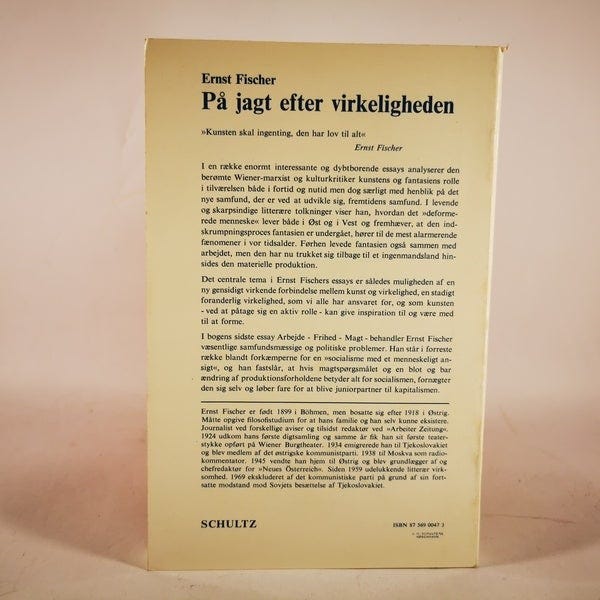 Ernst Fischer
På jagt efter virkeligheden
»Kunsten skal ingenting, den har lov til alt«
Ernst Fischer
I en række enormt interessante og dybtborende essays analyserer den
berømte Wiener-marxist og kulturkritiker kunstens og fantasiens rolle
i tilværelsen både i fortid og nutid men dog særligt med henblik på det
nye samfund, der er ved at udvikle sig, fremtidens samfund. I levende
og skarpsindige litterære tolkninger viser han, hvordan det »deforme-
rede menneske« lever både i Øst og i Vest og fremhæver, at den ind-
skrumpningsproces fantasien er undergået, hører til de mest alarmerende
fænomener i vor tidsalder. Førhen levede fantasien også sammen med
arbejdet, men den har nu trukket sig tilbage til et ingenmandsland hin-
sides den materielle produktion.
Det centrale tema i Ernst Fischers essays er således muligheden af en
ny gensidigt virkende forbindelse mellem kunst og virkelighed, en stadigt
foranderlig virkelighed, som vi alle har ansvaret for, og som kunsten
- ved at påtage sig en aktiv rolle - kan give inspiration til og være med
til at forme.
I bogens sidste essay Arbejde - Frihed - Magt - behandler Ernst Fischer
væsentlige samfundsmæssige og politiske problemer. Han står i forreste
række blandt forkæmperne for en »socialisme med et menneskeligt an-
sigt«, og han fastslår, at hvis magtspørgsmålet og en blot og bar
ændring af produktionsforholdene betyder alt for socialismen, fornægter
den sig selv og løber fare for at blive juniorpartner til kapitalismen.
Ernst Fischer er født 1899 i Böhmen, men bosatte sig efter 1918 i Østrig.
Måtte opgive filosofistudium for at hans familie og han selv kunne eksistere.
Journalist ved forskellige aviser og tilsidst redaktør ved »Arbeiter Zeitung«.
1924 udkom hans første digtsamling og samme år fik han sit første teater-
stykke opført på Wiener Burgtheater. 1934 emigrerede han til Tjekoslovakiet
og blev medlem af det østrigske kommunistparti. 1938 til Moskva som radio-
kommentator. 1945 vendte han hjem til Østrig og blev grundlægger af og
chefredaktør for »Neues Österreich«. Siden 1959 udelukkende litterær virk-
somhed. 1969 ekskluderet af det kommunistiske parti på grund af sin fort-
satte modstand mod Sovjets besættelse af Tjekoslovakiet.
SCHULTZ
ISBN 87 569 0047 3